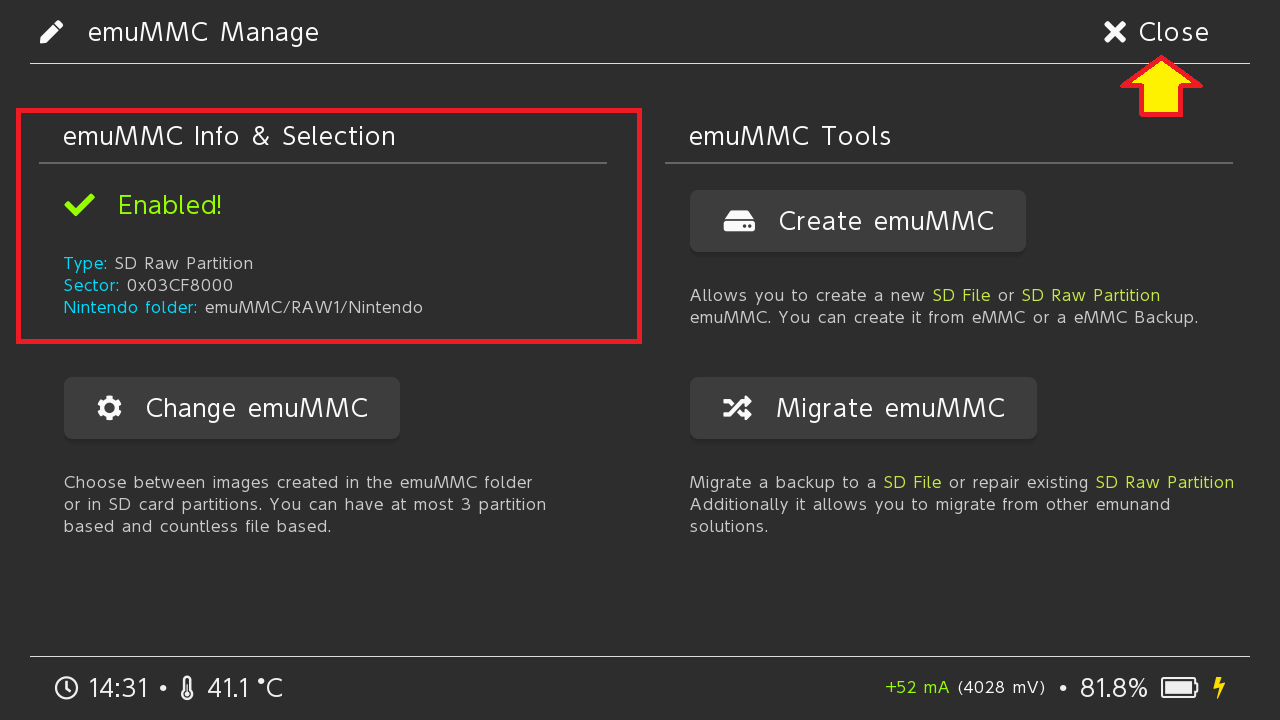 emuMMC Manage
Close
emuMMC Info & Selection
Enabled!
Type: SD Raw Partition
Sector: 0x03CF8000
Nintendo folder: emuMMC/RAW1/Nintendo
Change emuMMC
Choose between images created in the emuMMC folder
or in SD card partitions. You can have at most 3 partition
based and countless file based.
emuMMC Tools
Create emuMMC
Allows you to create a new SD File or SD Raw Partition
emuMMC. You can create it from eMMC or a eMMC Backup.
Migrate emuMMC
Migrate a backup to a SD File or repair existing SD Raw Partition
Additionally it allows you to migrate from other emunand
solutions.
14:31 • 41.1 °C
+52 mA (4028 mV) • 81.8%